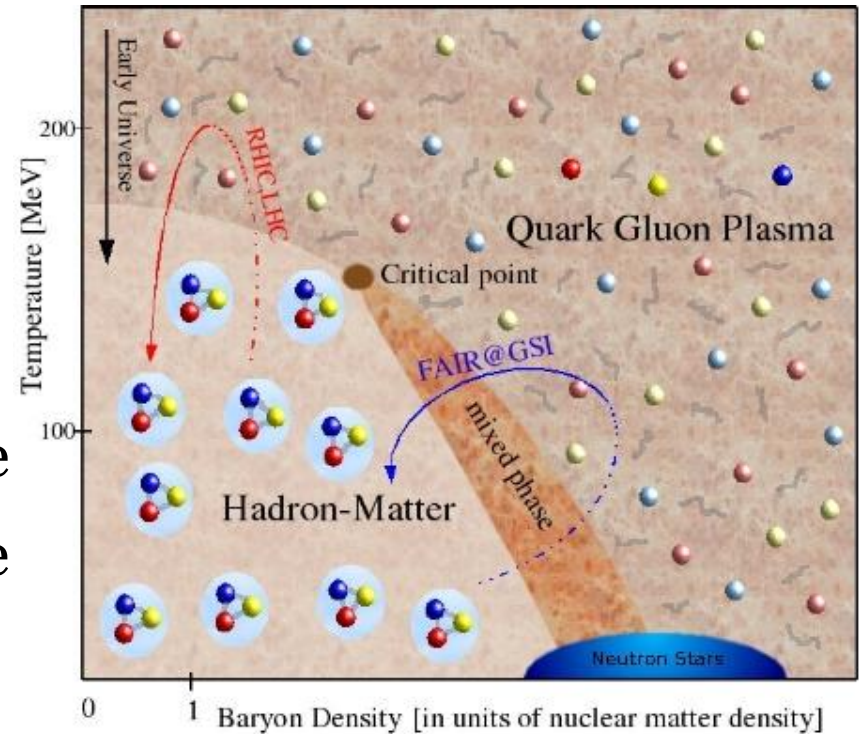 Early Universe
200
RHIC,LHC
Temperature [MeV]
Quark Gluon Plasma
Critical point
FAIR@GSI
100
mixed phase
e
Hadron-Matter
e
Neutron Stars
0
1
Baryon Density [in units of nuclear matter density]